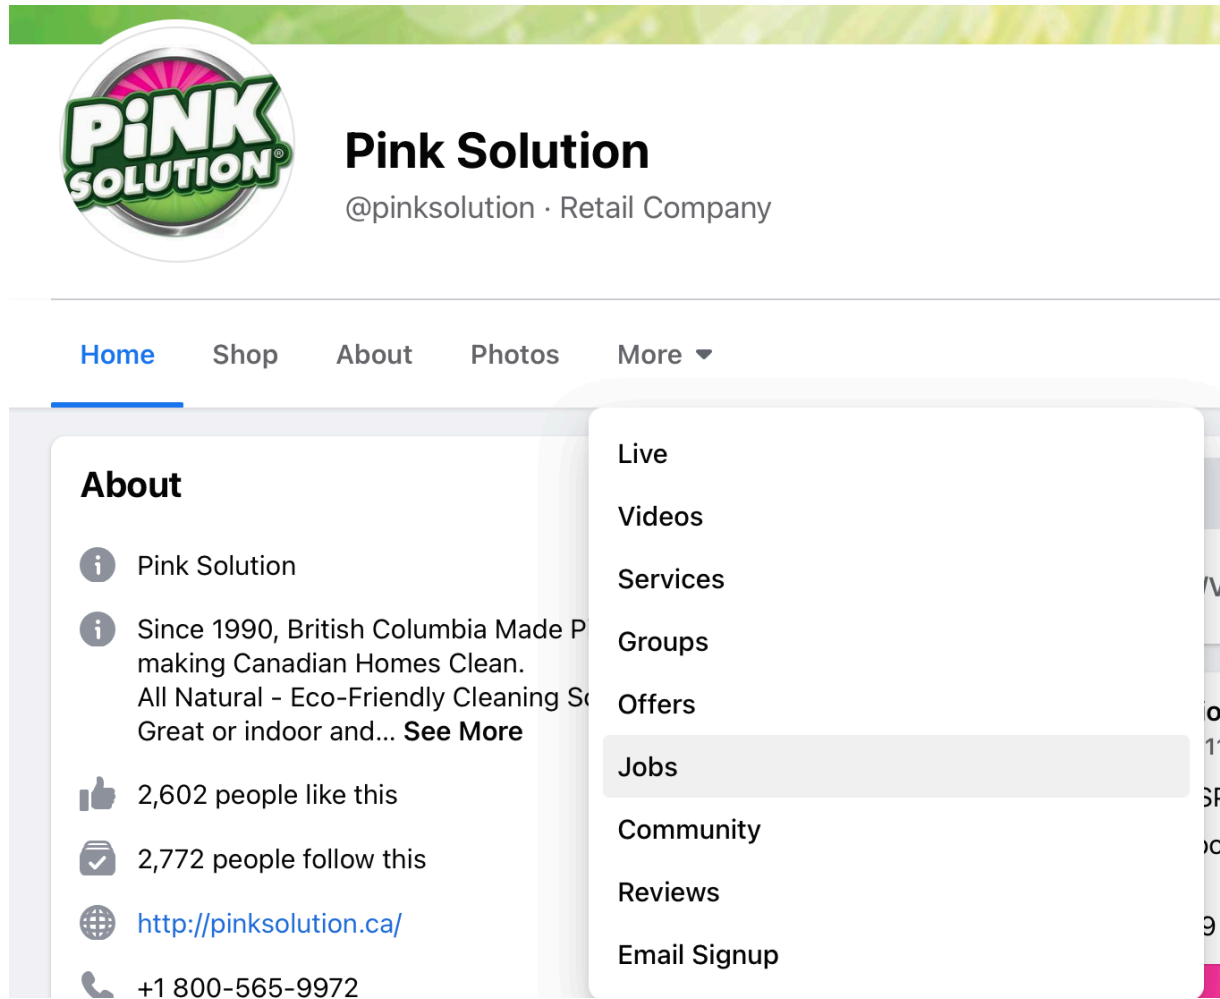 PiNK
SOLUTION®
Pink Solution
@pinksolution · Retail Company
Home Shop About Photos More
About
Pink Solution
Since 1990, British Columbia Made
making Canadian Homes Clean.
All Natural - Eco-Friendly Cleaning
Great or indoor and... See More
2,602 people like this
2,772 people follow this
http://pinksolution.ca/
+1 800-565-9972
Live
Videos
Services
Groups
Offers
Jobs
Community
Reviews
Email Signup